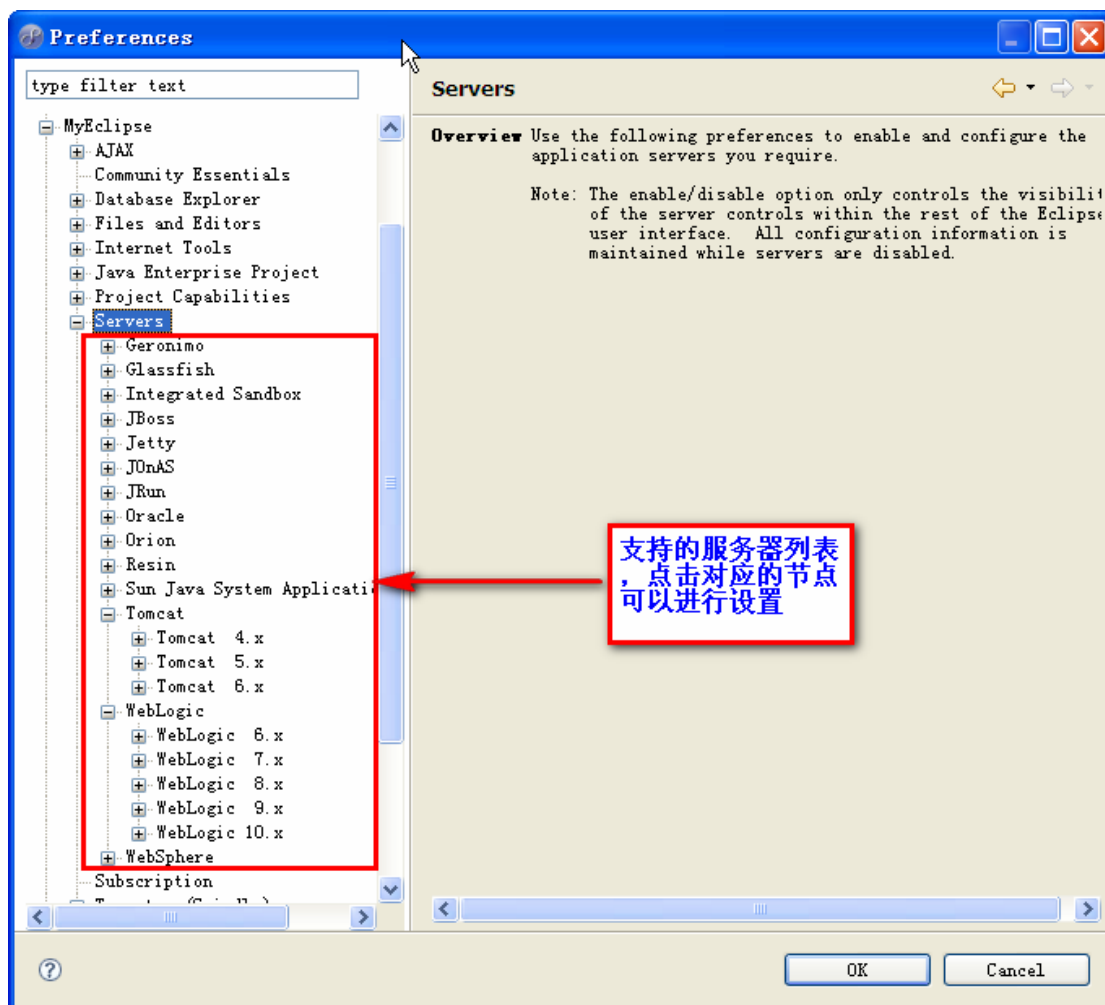 Preferences
type filter text
MyEclipse
AJAX
Community Essentials
Database Explorer
Files and Editors
Internet Tools
Java Enterprise Project
Project Capabilities
Servers
Geronimo
Glassfish
Integrated Sandbox
JBoss
Jetty
JOnAS
JRun
Oracle
Orion
Resin
Sun Java System Applicati
Tomcat
Tomcat 4.x
Tomcat 5.x
Tomcat 6.x
WebLogic
WebLogic 6.x
WebLogic 7.x
WebLogic 8.x
WebLogic 9.x
WebLogic 10.x
WebSphere
Subscription
Servers
Overview Use the following preferences to enable and configure the
application servers you require.
Note: The enable/disable option only controls the visibili
of the server controls within the rest of the Eclipse
user interface. All configuration information is
maintained while servers are disabled.
支持的服务器列表
，点击对应的节点
可以进行设置
OK
Cancel